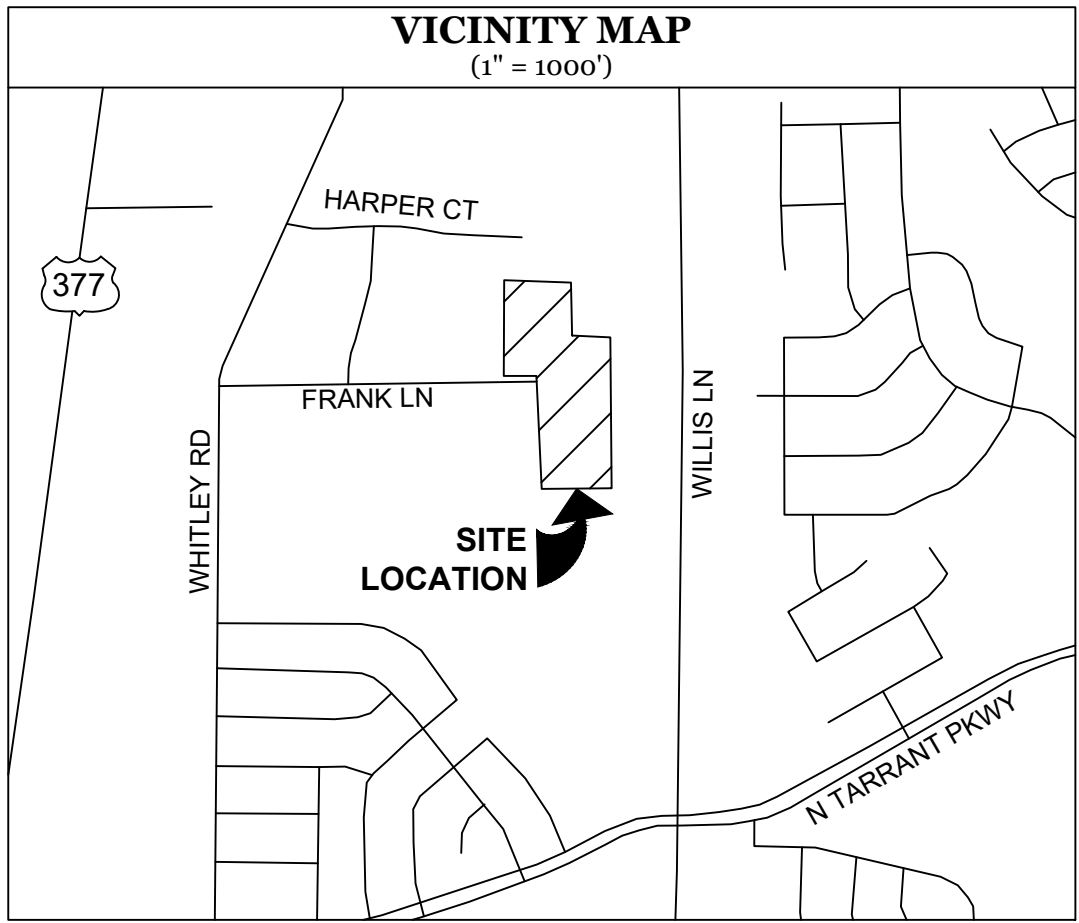 VICINITY MAP
(1" = 1000')
HARPER CT
377
FRANK LN
WHITLEY RD
WILLIS LN
SITE
LOCATION
N TARRANT PKWY